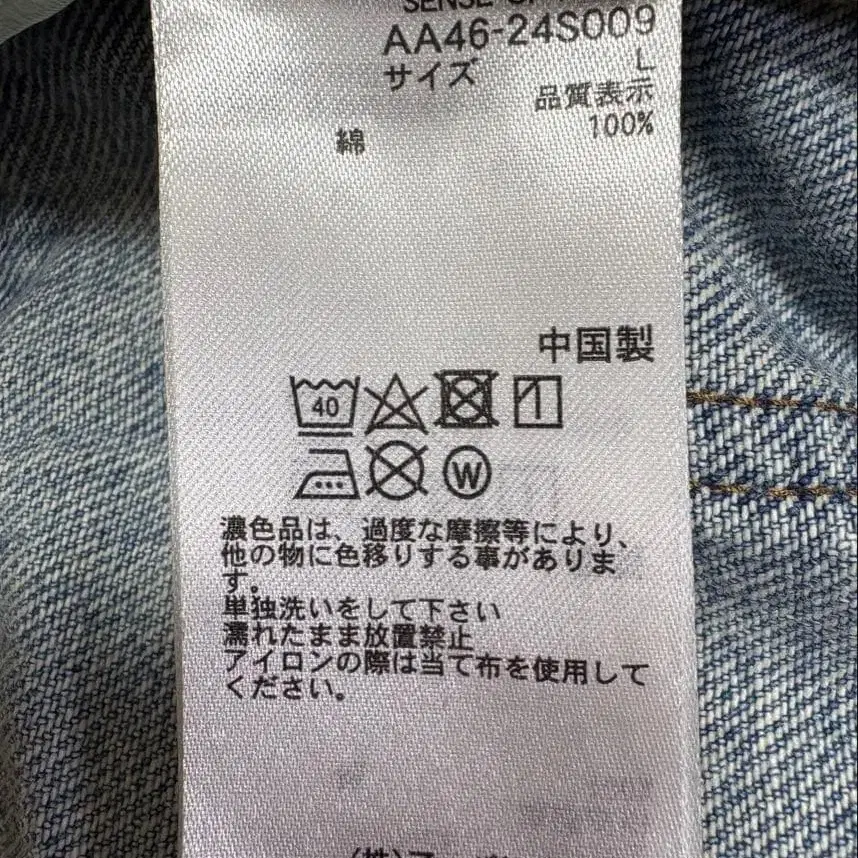 SENSE
AA46-24S009
サイズ L
品質表示
綿 100%
中国製
40
W
濃色品は、過度な摩擦等により、
他の物に色移りする事がありま
す。
単独洗いをして下さい
濡れたまま放置禁止
アイロンの際は当て布を使用して
ください。